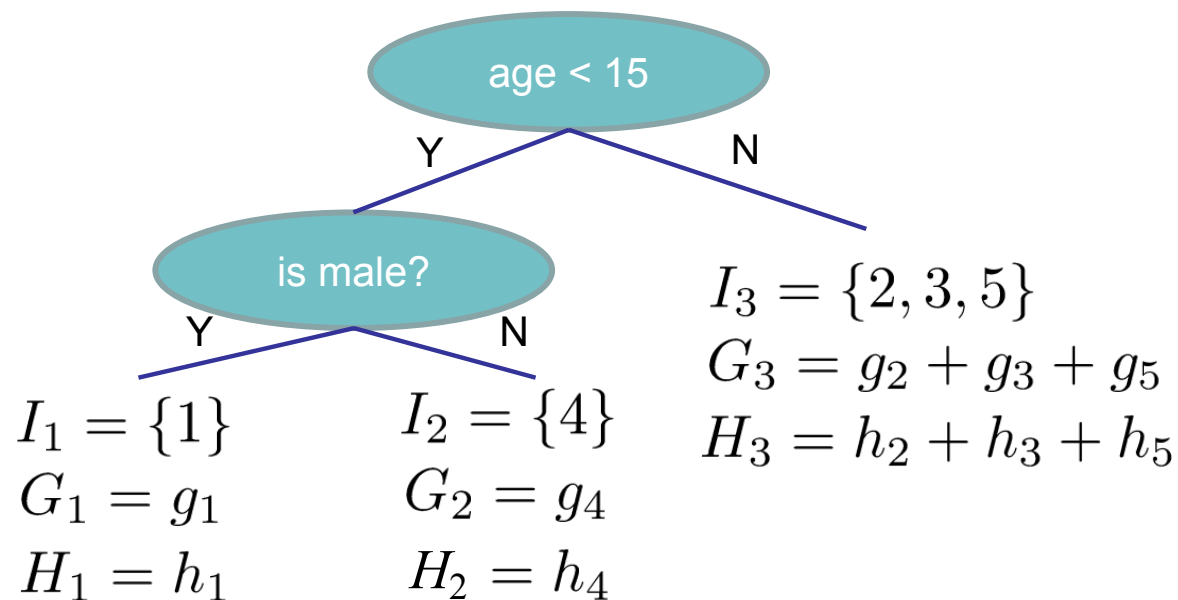 age < 15
Y
N
is male?
Y
N
I₁ = {1}
G₁ = g₁
H₁ = h₁
I₂ = {4}
G₂ = g₄
H₂ = h₄
I₃ = {2, 3, 5}
G₃ = g₂ + g₃ + g₅
H₃ = h₂ + h₃ + h₅